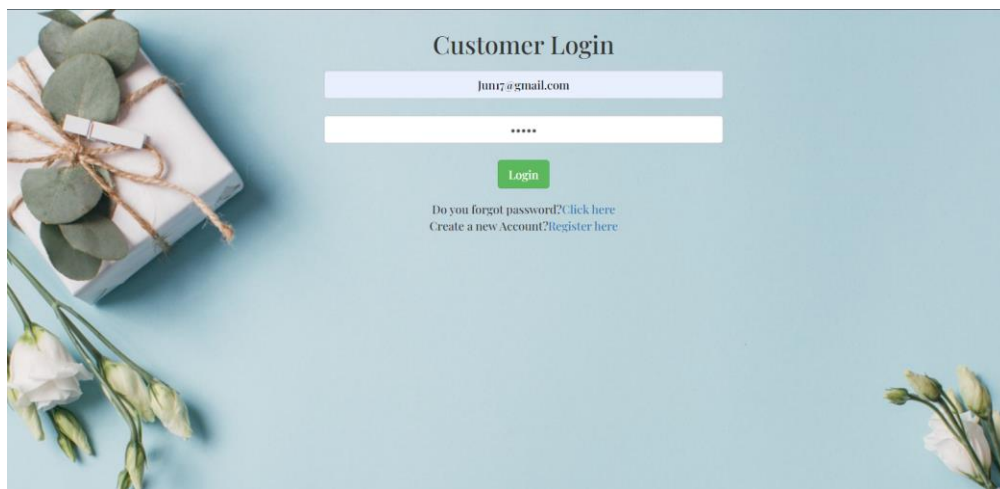 Customer Login
Jun17@gmail.com
•••••
Login
Do you forgot password?Click here
Create a new Account?Register here